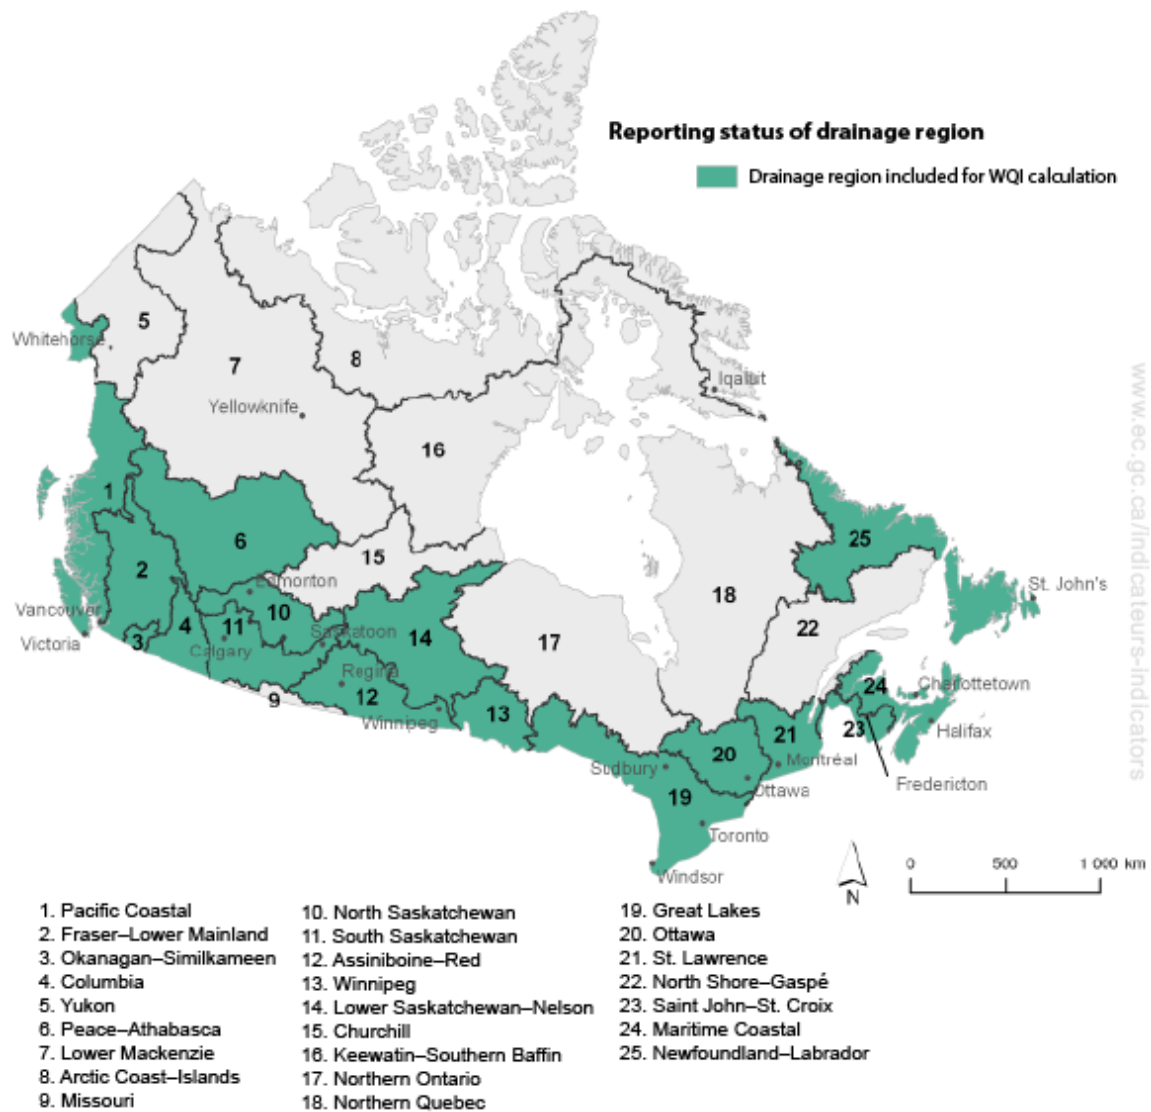 Reporting status of drainage region
Drainage region included for WQI calculation
5
Whitehorse
7
8
Iqaluit
Yellowknife
16
1
6
15
25
2
Edmonton
18
St. John's
Vancouver
10
22
Victoria
3
4
11
Saskatoon
14
17
Calgary
Regina
24
Charlottetown
9
12
Winnipeg
13
21
23
Halifax
20
Montréal
Sudbury
Ottawa
Fredericton
19
Toronto
Windsor
N
0 500 1 000 km
www.ec.gc.ca/indicateurs-indicators
1. Pacific Coastal
2. Fraser–Lower Mainland
3. Okanagan–Similkameen
4. Columbia
5. Yukon
6. Peace–Athabasca
7. Lower Mackenzie
8. Arctic Coast–Islands
9. Missouri
10. North Saskatchewan
11. South Saskatchewan
12. Assiniboine–Red
13. Winnipeg
14. Lower Saskatchewan–Nelson
15. Churchill
16. Keewatin–Southern Baffin
17. Northern Ontario
18. Northern Quebec
19. Great Lakes
20. Ottawa
21. St. Lawrence
22. North Shore–Gaspé
23. Saint John–St. Croix
24. Maritime Coastal
25. Newfoundland–Labrador